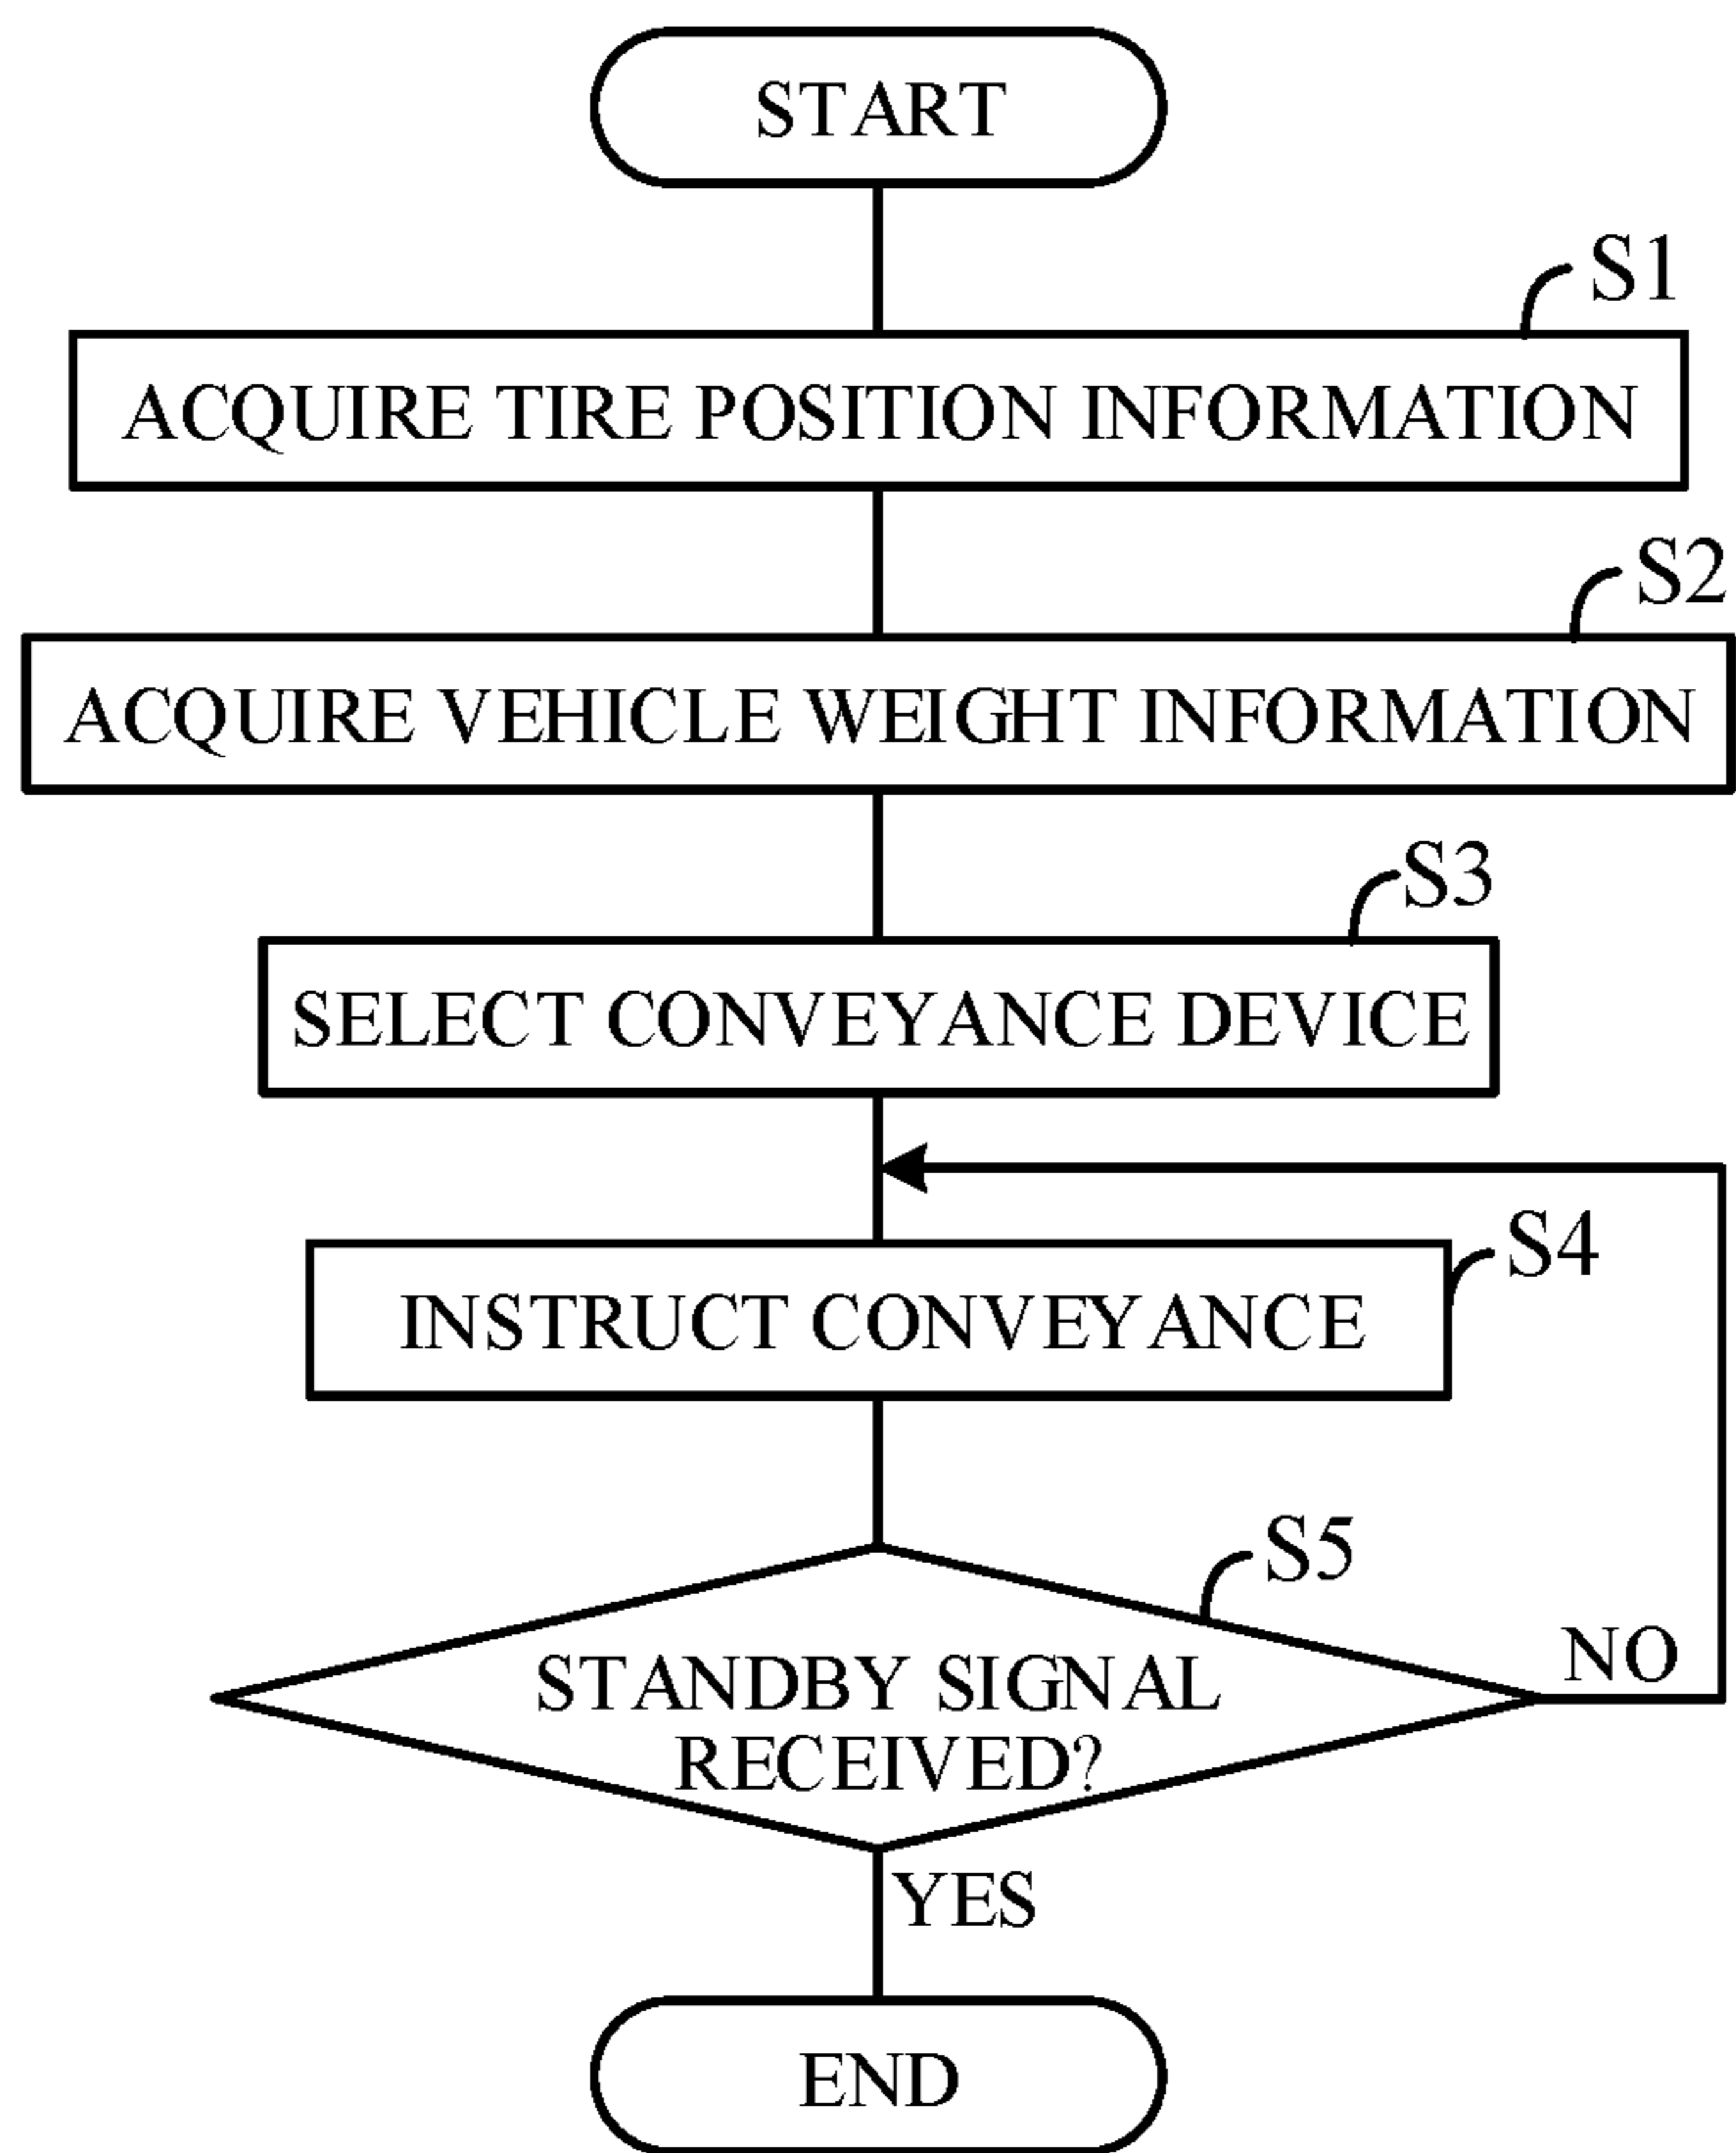 START
S1
ACQUIRE TIRE POSITION INFORMATION
S2
ACQUIRE VEHICLE WEIGHT INFORMATION
S3
SELECT CONVEYANCE DEVICE
S4
INSTRUCT CONVEYANCE
S5
STANDBY SIGNAL
RECEIVED?
NO
YES
END